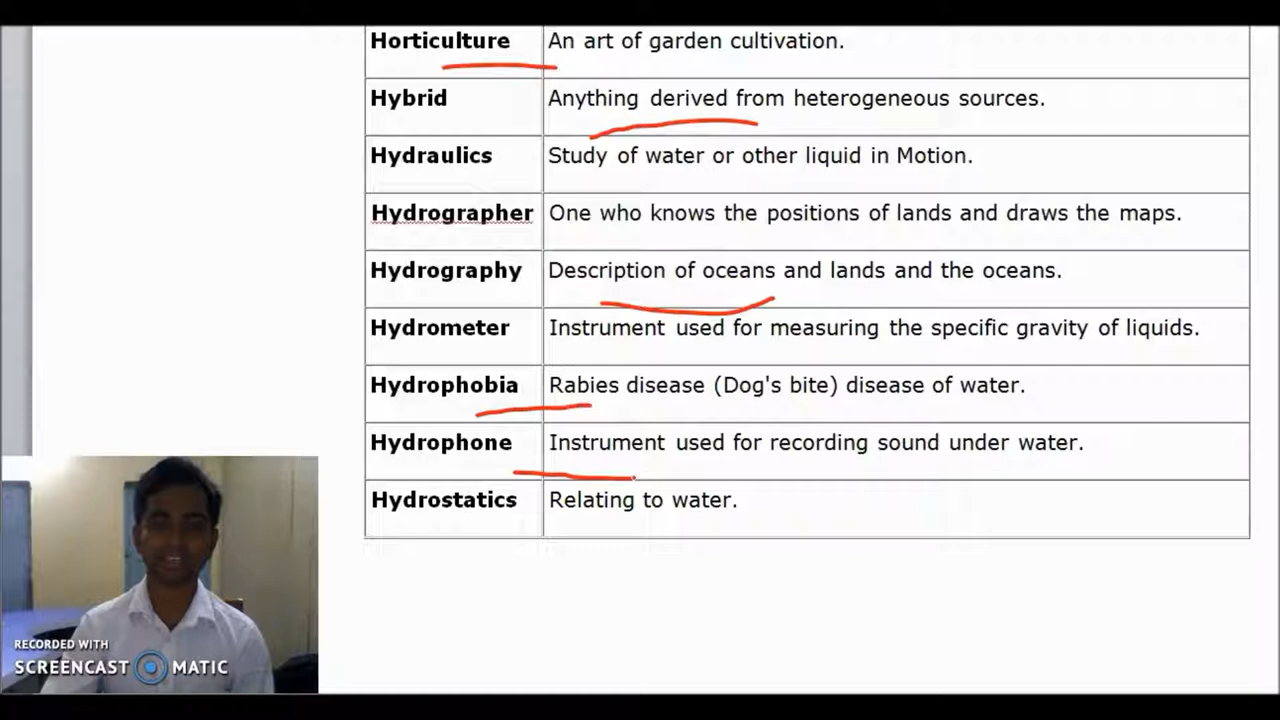 Horticulture An art of garden cultivation.
Hybrid Anything derived from heterogeneous sources.
Hydraulics Study of water or other liquid in Motion.
Hydrographer One who knows the positions of lands and draws the maps.
Hydrography Description of oceans and lands and the oceans.
Hydrometer Instrument used for measuring the specific gravity of liquids.
Hydrophobia Rabies disease (Dog's bite) disease of water.
Hydrophone Instrument used for recording sound under water.
Hydrostatics Relating to water.
RECORDED WITH
SCREENCAST MATIC